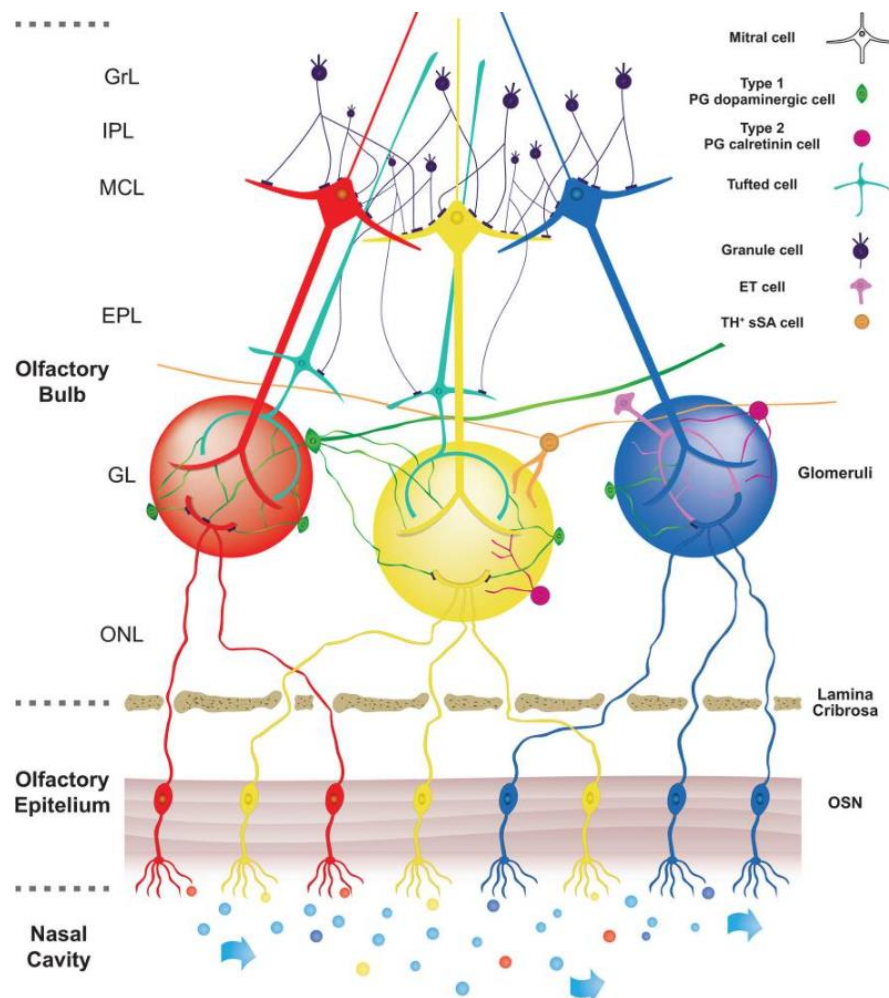 GrL
IPL
MCL
EPL
Olfactory
Bulb
GL
ONL
Olfactory
Epitelium
Nasal
Cavity
Mitral cell
Type 1
PG dopaminergic cell
Type 2
PG calretinin cell
Tufted cell
Granule cell
ET cell
TH⁺ sSA cell
Glomeruli
Lamina
Cribrosa
OSN